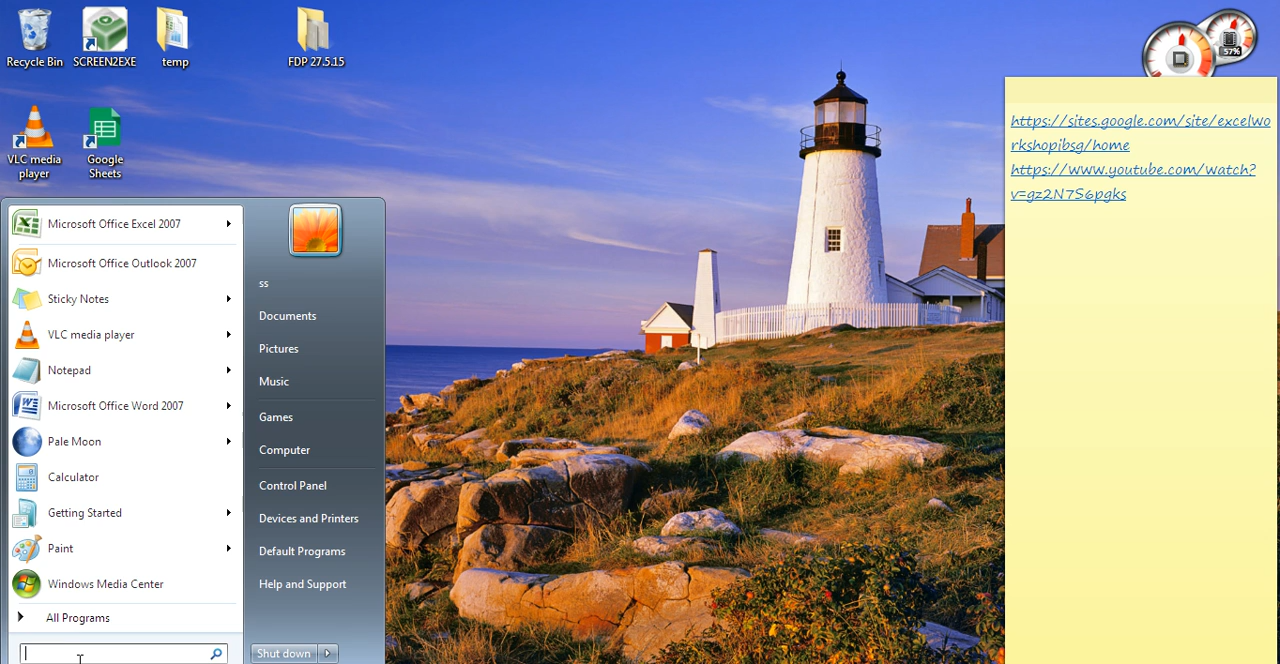 Recycle Bin
SCREEN2EXE
temp
FDP 27.5.15
57%
VLC media
player
Google
Sheets
https://sites.google.com/site/excelwo
rkshopibsg/home
https://www.youtube.com/watch?
v=gz2N7S6pgks
Microsoft Office Excel 2007
Microsoft Office Outlook 2007
Sticky Notes
VLC media player
Notepad
Microsoft Office Word 2007
Pale Moon
Calculator
Getting Started
Paint
Windows Media Center
All Programs
ss
Documents
Pictures
Music
Games
Computer
Control Panel
Devices and Printers
Default Programs
Help and Support
Shut down